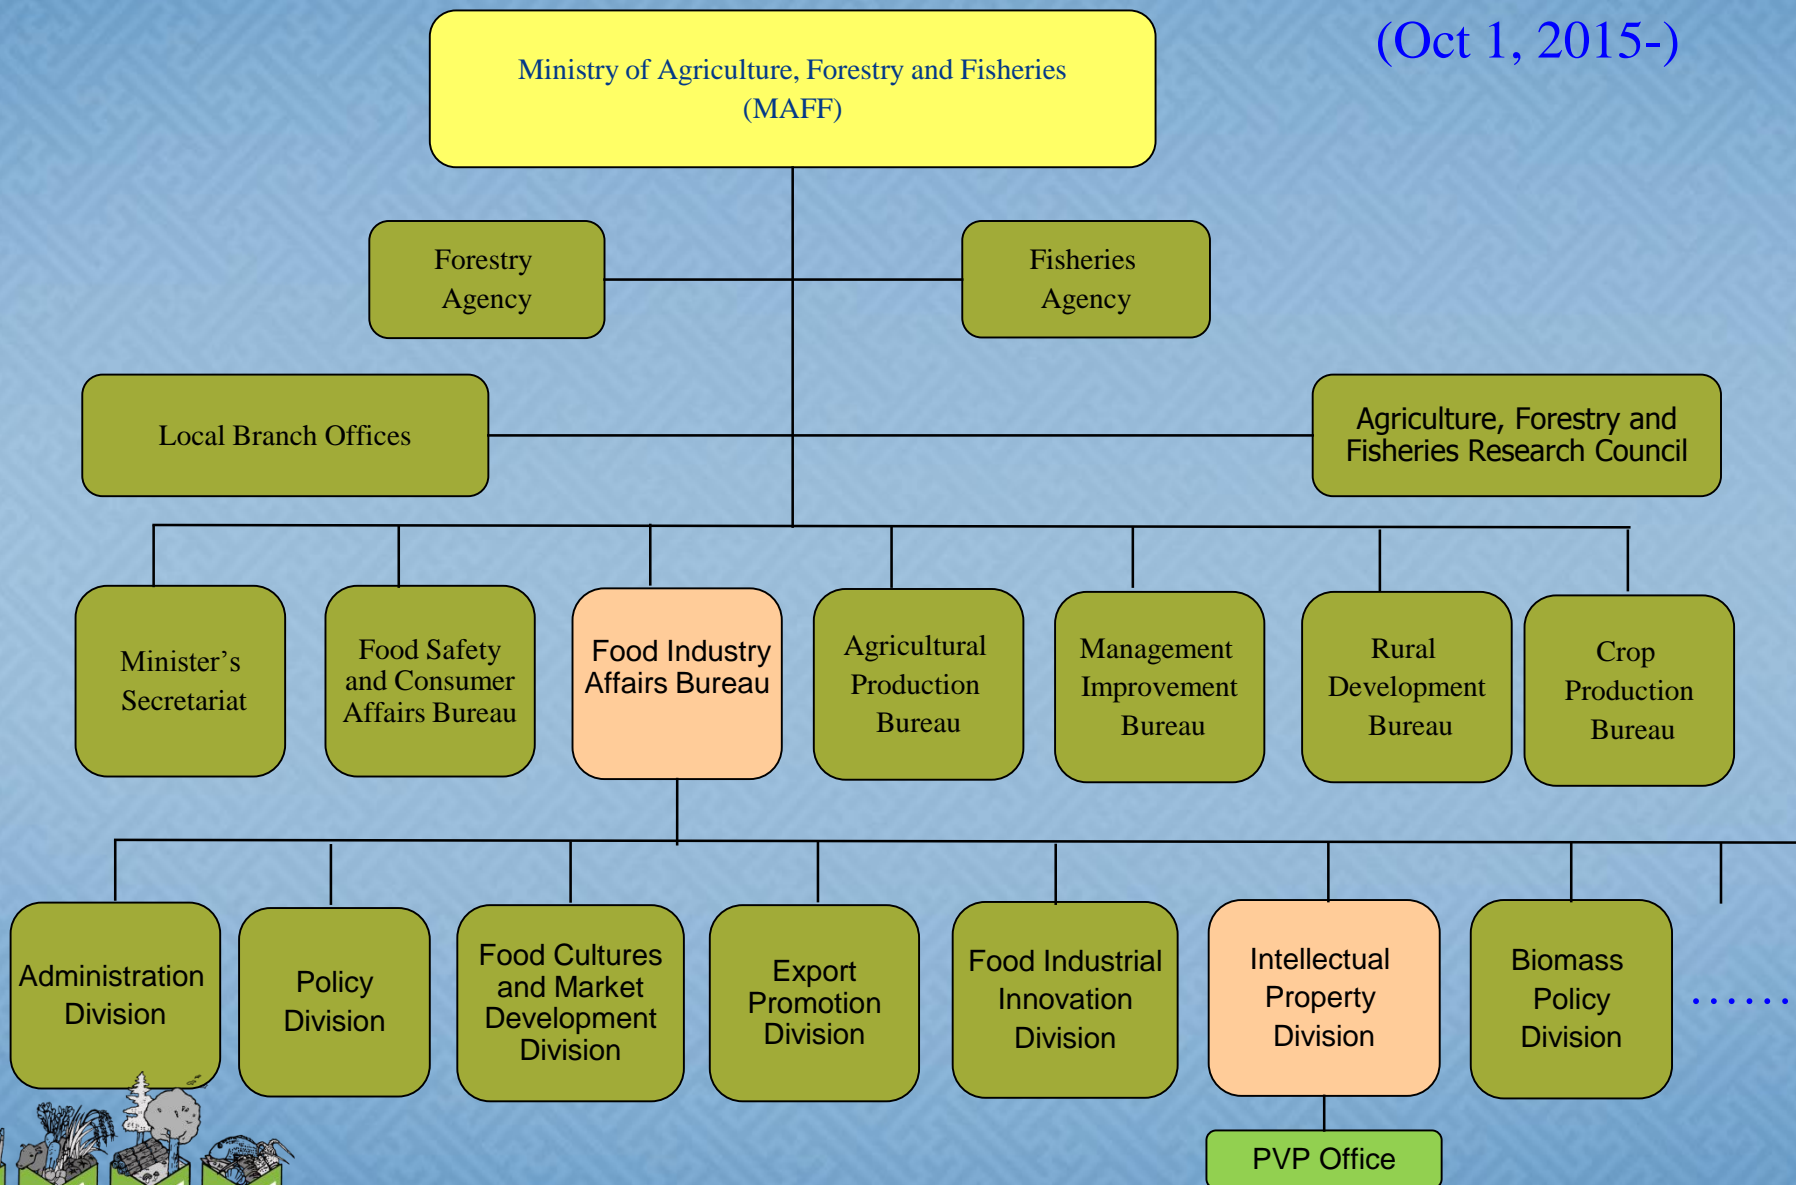 (Oct 1, 2015-)
Ministry of Agriculture, Forestry and Fisheries
(MAFF)
Forestry
Agency
Fisheries
Agency
Local Branch Offices
Agriculture, Forestry and
Fisheries Research Council
Minister’s
Secretariat
Food Safety
and Consumer
Affairs Bureau
Food Industry
Affairs Bureau
Agricultural
Production
Bureau
Management
Improvement
Bureau
Rural
Development
Bureau
Crop
Production
Bureau
Administration
Division
Policy
Division
Food Cultures
and Market
Development
Division
Export
Promotion
Division
Food Industrial
Innovation
Division
Intellectual
Property
Division
Biomass
Policy
Division
......
PVP Office